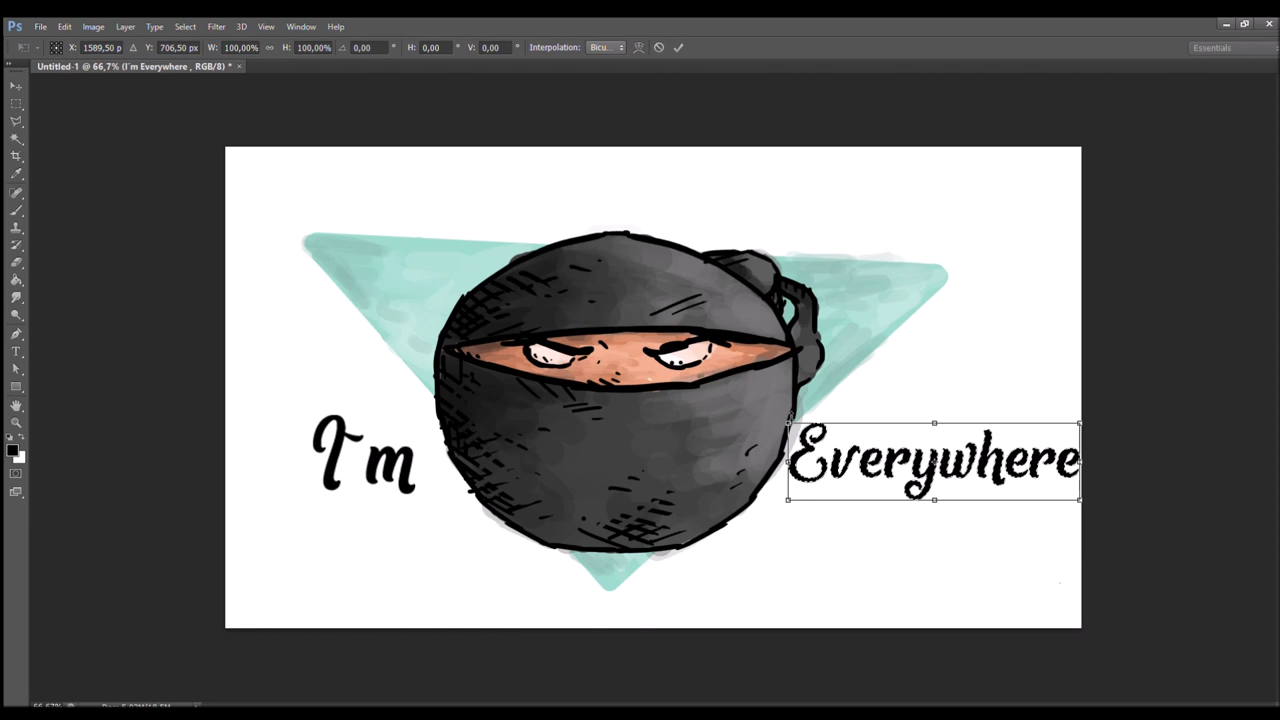 Ps File Edit Image Layer Type Select Filter 3D View Window Help
X: 1589,50 p Y: 706,50 px W: 100,00% H: 100,00% 0,00 ° H: 0,00 ° V: 0,00 ° Interpolation: Bicu... Essentials
Untitled-1 @ 66,7% (I´m Everywhere , RGB/8) * ×
I´m Everywhere